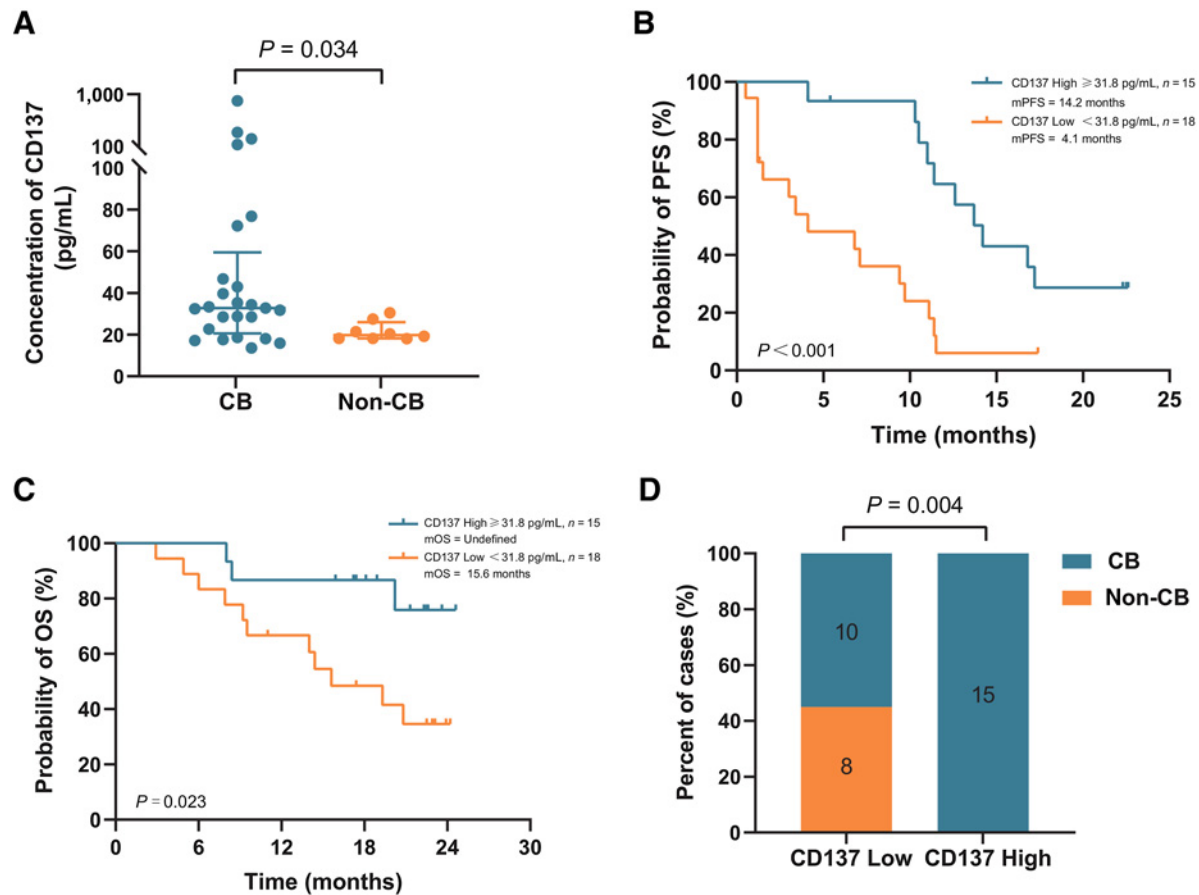 A
P = 0.034
Concentration of CD137
(pg/mL)
1,000
100
100
80
60
40
20
0
CB
Non-CB
B
Probability of PFS (%)
100
80
60
40
20
0
CD137 High ≥ 31.8 pg/mL, n = 15
mPFS = 14.2 months
CD137 Low < 31.8 pg/mL, n = 18
mPFS = 4.1 months
P < 0.001
0
5
10
15
20
25
Time (months)
C
Probability of OS (%)
100
80
60
40
20
0
CD137 High ≥ 31.8 pg/mL, n = 15
mOS = Undefined
CD137 Low < 31.8 pg/mL, n = 18
mOS = 15.6 months
P = 0.023
0
6
12
18
24
30
Time (months)
D
P = 0.004
Percent of cases (%)
100
80
60
40
20
0
10
8
15
CB
Non-CB
CD137 Low
CD137 High